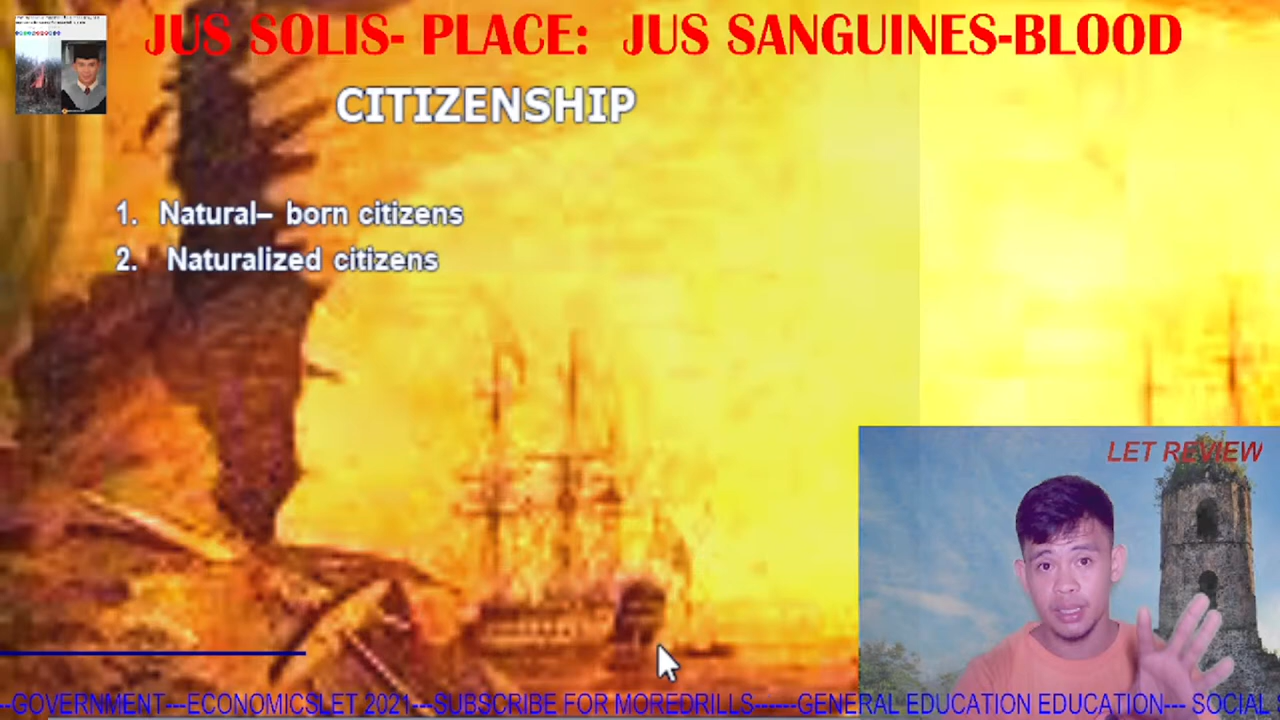 JUS SOLIS- PLACE: JUS SANGUINES-BLOOD
CITIZENSHIP
1. Natural– born citizens
2. Naturalized citizens
LET REVIEW
--GOVERNMENT---ECONOMICSLET 2021---SUBSCRIBE FOR MOREDRILLS------GENERAL EDUCATION EDUCATION--- SOCIAL